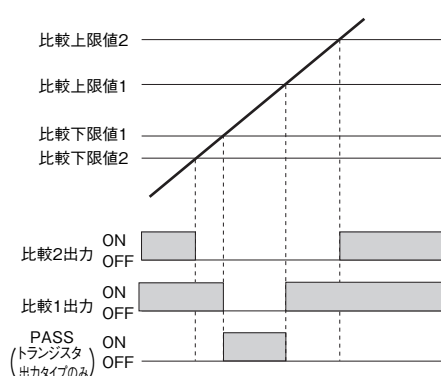 比較上限値2
比較上限値1
比較下限値1
比較下限値2
比較2出力 ON
OFF
比較1出力 ON
OFF
PASS
(トランジスタ
出力タイプのみ) ON
OFF